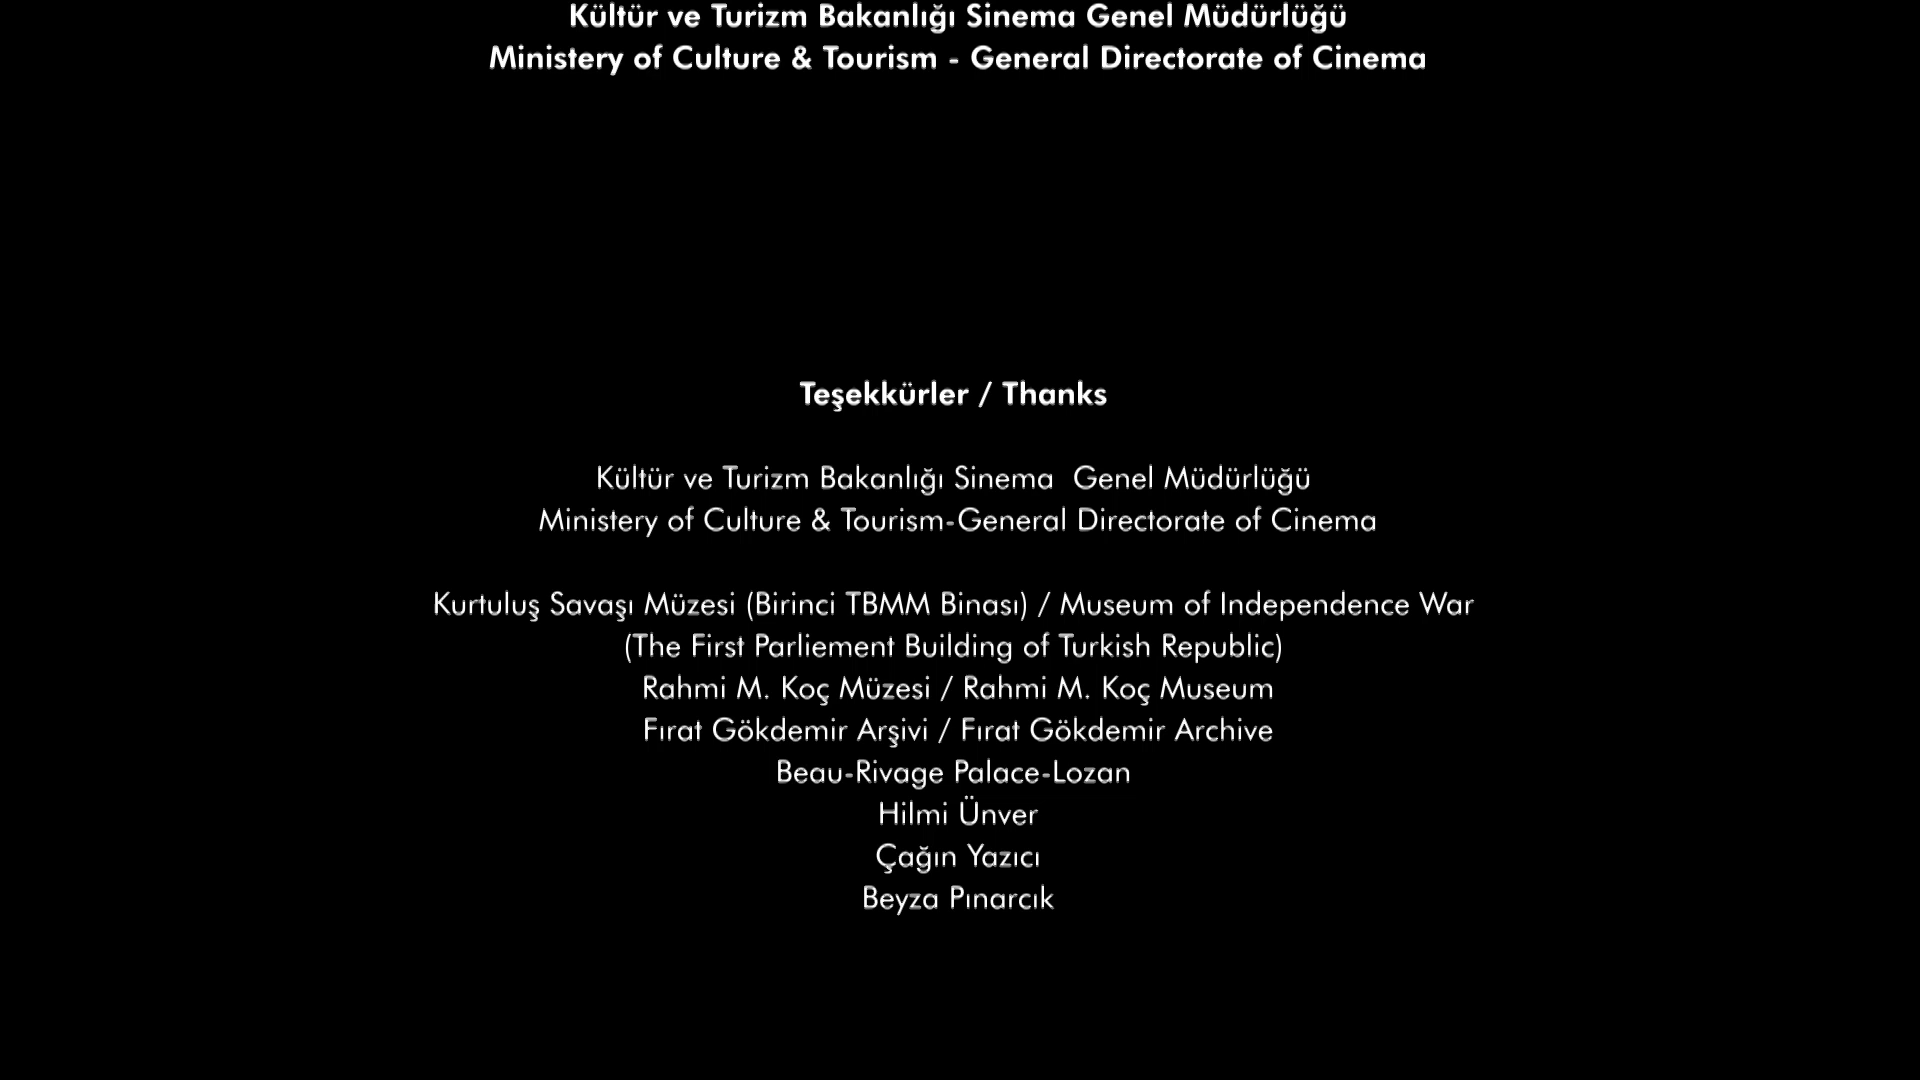 Kültür ve Turizm Bakanlığı Sinema Genel Müdürlüğü
Ministery of Culture & Tourism - General Directorate of Cinema
Teşekkürler / Thanks
Kültür ve Turizm Bakanlığı Sinema  Genel Müdürlüğü
Ministery of Culture & Tourism-General Directorate of Cinema
Kurtuluş Savaşı Müzesi (Birinci TBMM Binası) / Museum of Independence War
(The First Parliement Building of Turkish Republic)
Rahmi M. Koç Müzesi / Rahmi M. Koç Museum
Fırat Gökdemir Arşivi / Fırat Gökdemir Archive
Beau-Rivage Palace-Lozan
Hilmi Ünver
Çağın Yazıcı
Beyza Pınarcık